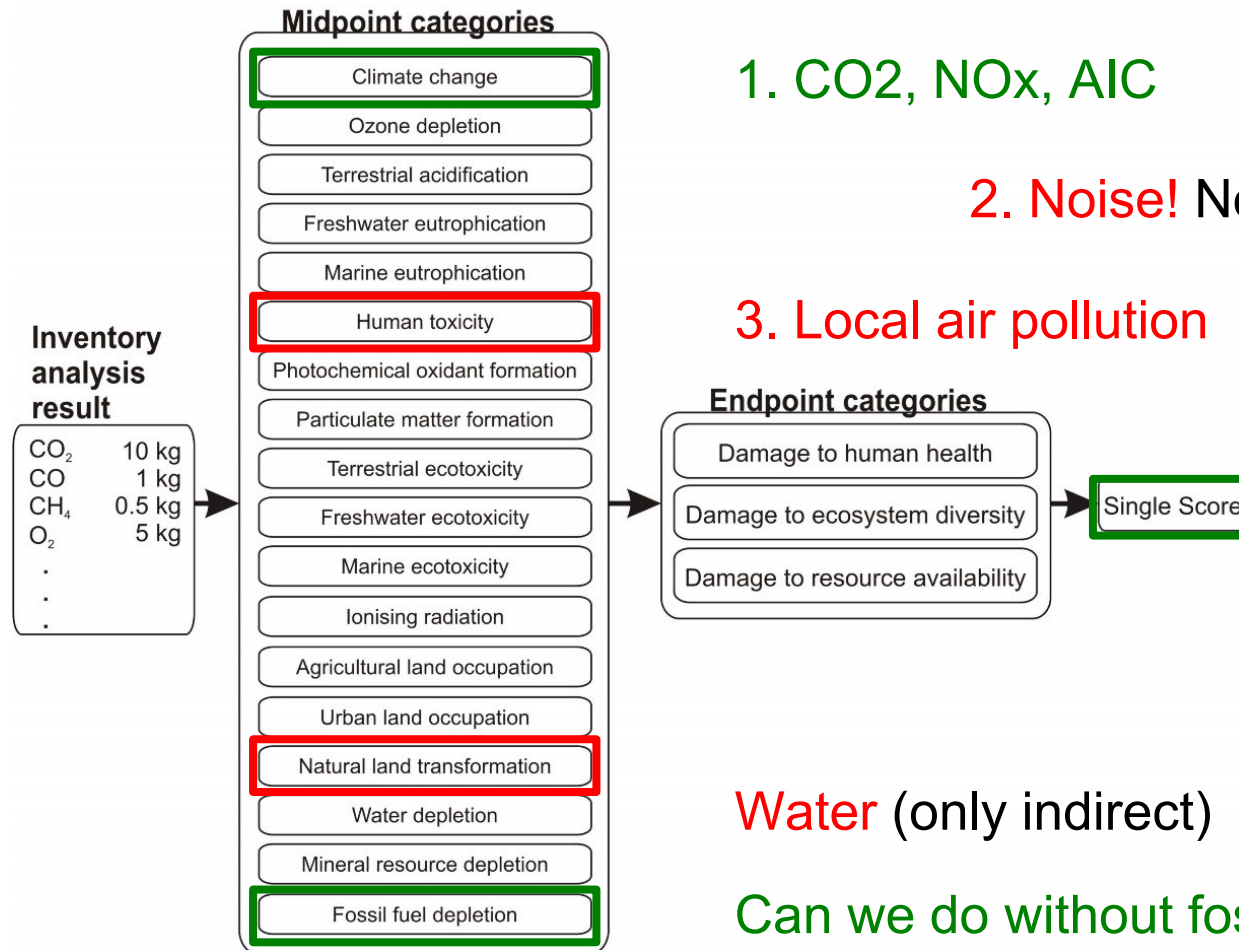 Midpoint categories
Climate change
Ozone depletion
Terrestrial acidification
Freshwater eutrophication
Marine eutrophication
Human toxicity
Photochemical oxidant formation
Particulate matter formation
Terrestrial ecotoxicity
Freshwater ecotoxicity
Marine ecotoxicity
Ionising radiation
Agricultural land occupation
Urban land occupation
Natural land transformation
Water depletion
Mineral resource depletion
Fossil fuel depletion
Inventory
analysis
result
CO₂ 10 kg
CO 1 kg
CH₄ 0.5 kg
O₂ 5 kg
.
.
.
1. CO2, NOx, AIC
2. Noise!
3. Local air pollution
Endpoint categories
Damage to human health
Damage to ecosystem diversity
Damage to resource availability
Single Score
Water (only indirect)
Can we do without